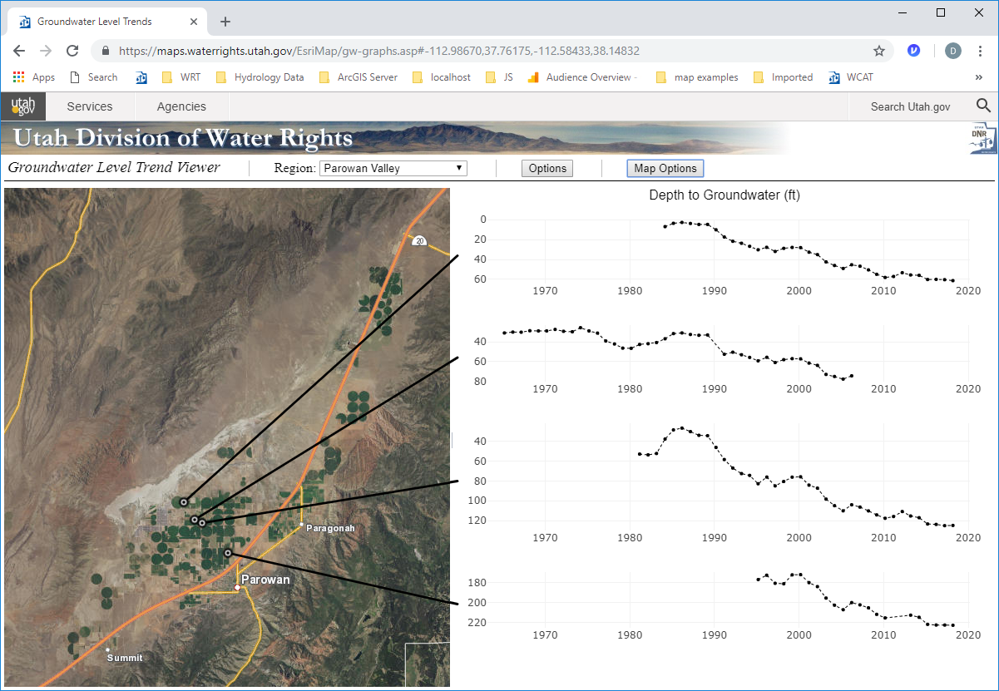 Groundwater Level Trends
https://maps.waterrights.utah.gov/EsriMap/gw-graphs.asp#-112.98670,37.76175,-112.58433,38.14832
D
Apps Search WRT Hydrology Data ArcGIS Server localhost JS Audience Overview - map examples Imported WCAT »
utah gov Services Agencies Search Utah.gov
Utah Division of Water Rights
UTAH DNR
Groundwater Level Trend Viewer Region: Parowan Valley Options Map Options
Depth to Groundwater (ft)
20
Paragonah
Parowan
Summit
0
20
40
60
1970 1980 1990 2000 2010 2020
40
60
80
1970 1980 1990 2000 2010 2020
40
60
80
100
120
1970 1980 1990 2000 2010 2020
180
200
220
1970 1980 1990 2000 2010 2020